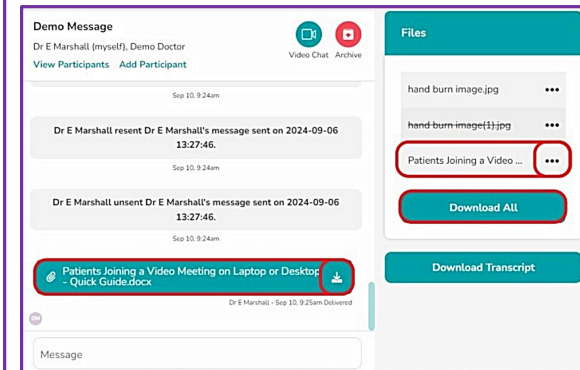 Demo Message
Dr E Marshall (myself), Demo Doctor
View Participants Add Participant
Video Chat Archive
Sep 10, 9:24am
Dr E Marshall resent Dr E Marshall's message sent on 2024-09-06
13:27:46.
Sep 10, 9:24am
Dr E Marshall unsent Dr E Marshall's message sent on 2024-09-06
13:27:46.
Sep 10, 9:24am
Patients Joining a Video Meeting on Laptop or Desktop
- Quick Guide.docx
Dr E Marshall - Sep 10, 9:25am Delivered
Message
Files
hand burn image.jpg
hand burn image(1).jpg
Patients Joining a Video ...
Download All
Download Transcript